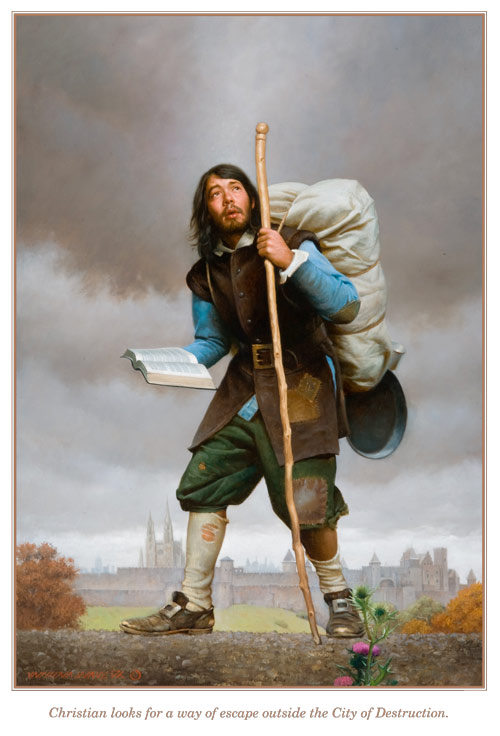 Christian looks for a way of escape outside the City of Destruction.